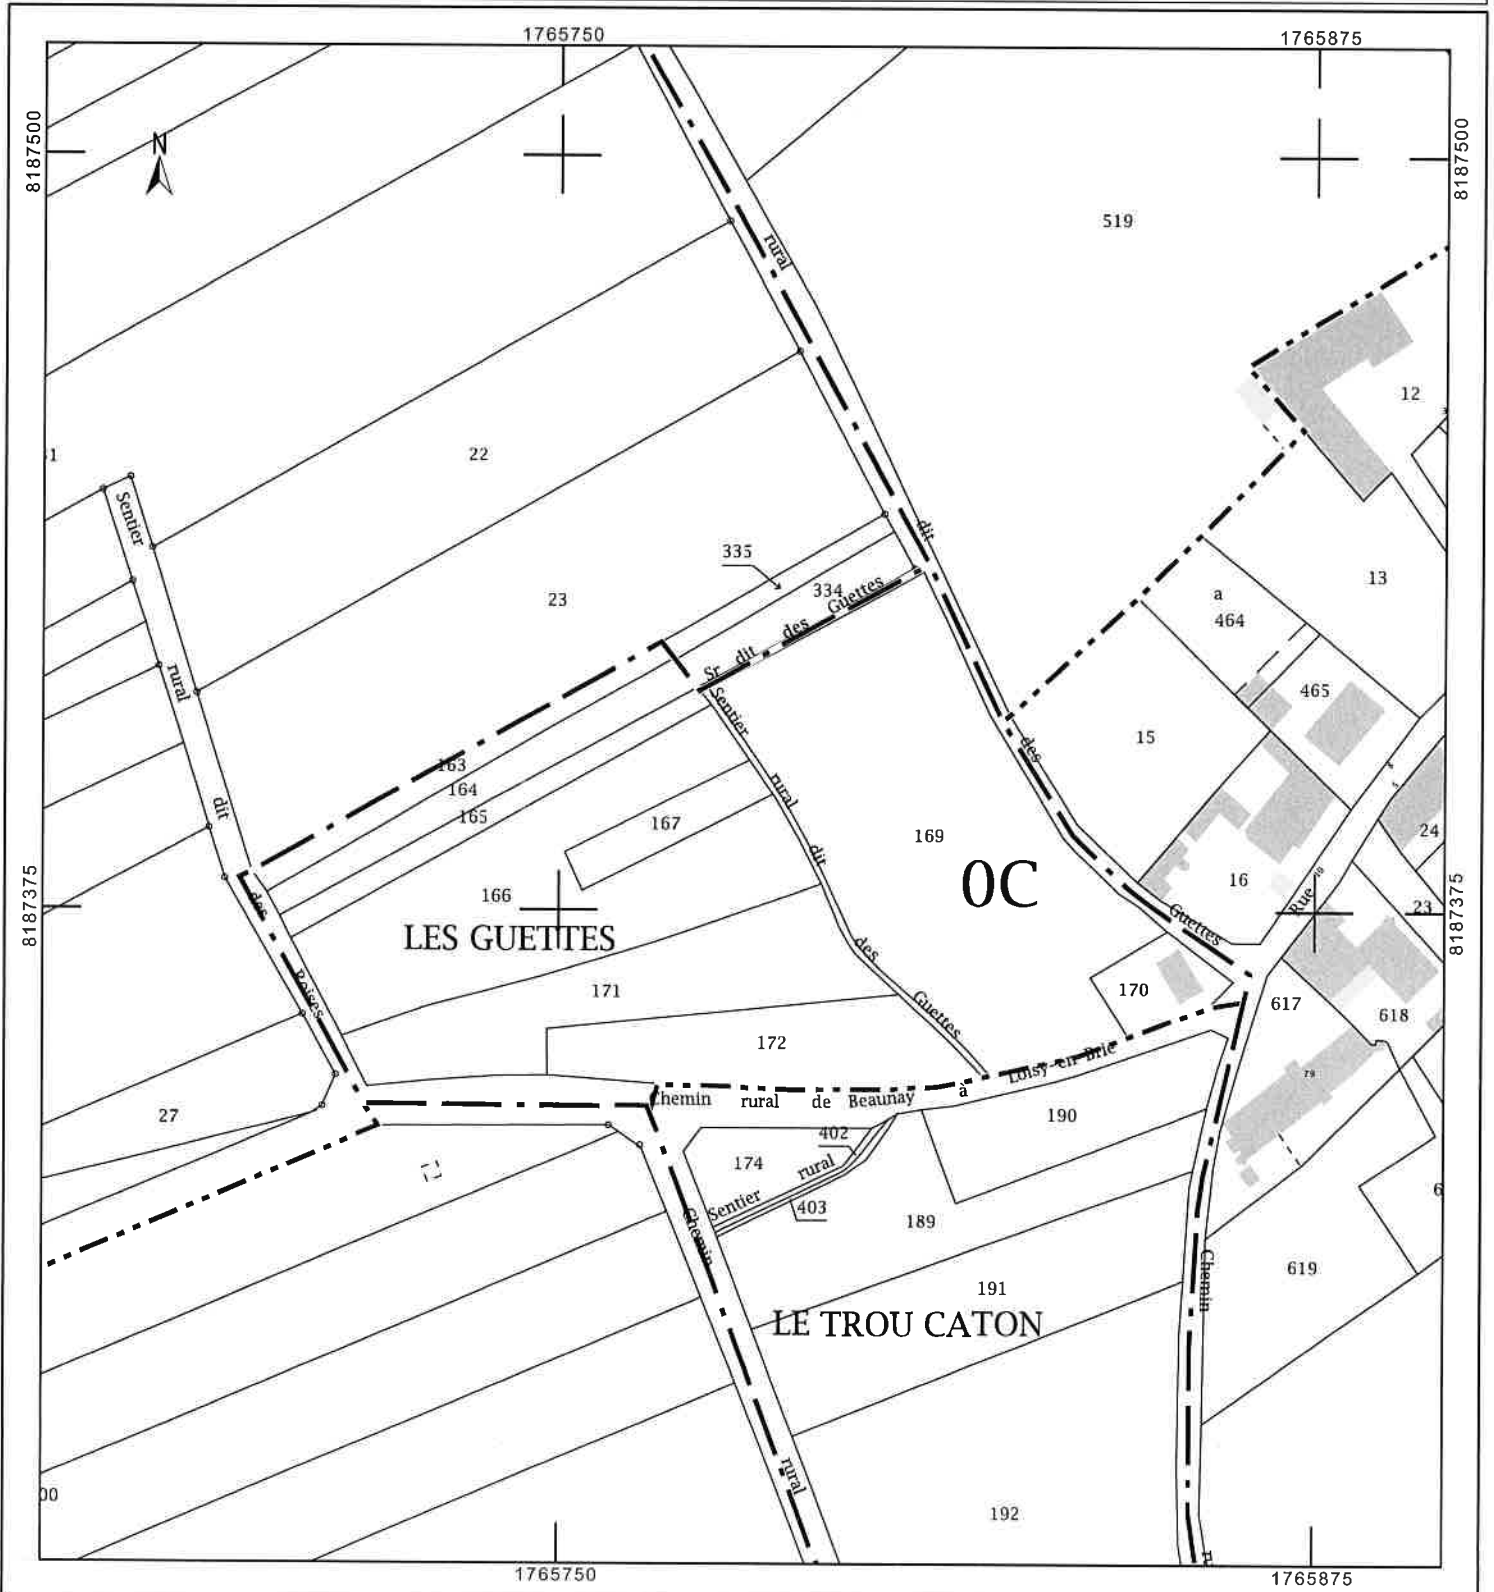 1765750
1765875
8187500
8187500
N
rural
519
12
22
Sentier
dit
335
334
23
Sr dit des Guettes
13
a
464
465
rural
Sentier
163
164
165
des
15
rural
167
dit
dit
169
0C
24
16
Rue
10
23
8187375
8187375
166
LES GUETTES
des
Guettes
des
Roises
171
Guettes
170
617
618
172
Loisy-en-Brie
79
Chemin rural de Beaunay à
27
190
402
174
rural
Sentier
403
189
Chemin
Chemin
619
191
LE TROU CATON
rural
192
1765750
1765875